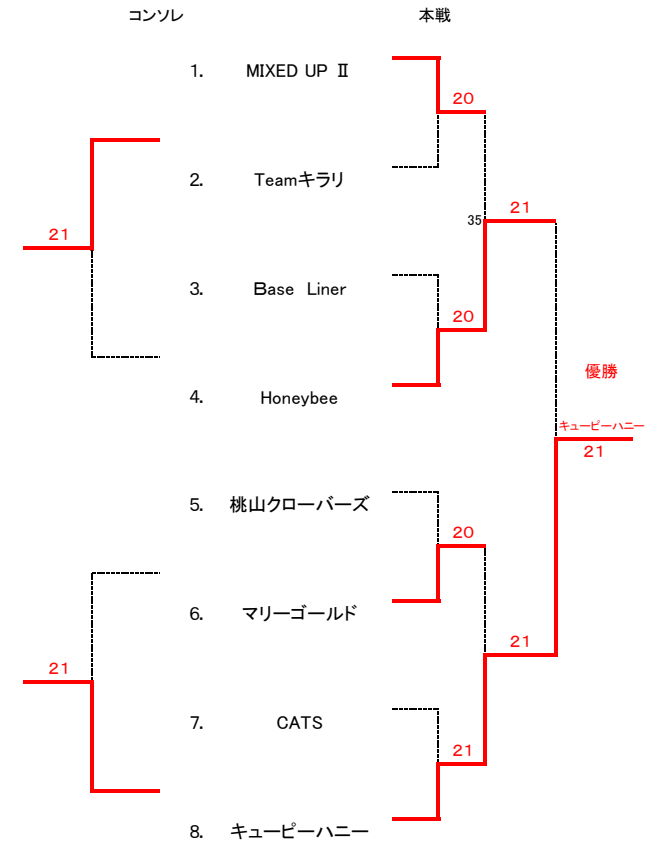 コンソレ 本戦
1. MIXED UP Ⅱ
20
2. Teamキラリ
35 21
21
3. Base Liner
20
優勝
4. Honeybee
キューピーハニー
21
5. 桃山クローバーズ
20
6. マリーゴールド
21
21
7. CATS
21
8. キューピーハニー